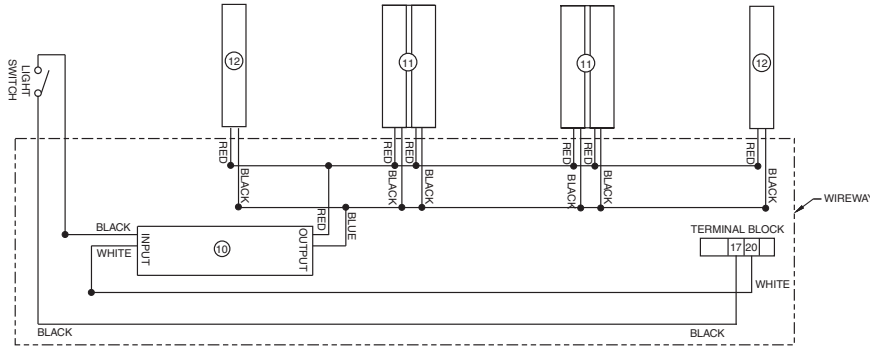 12
11
11
12
LIGHT
SWITCH
RED
BLACK
RED
BLACK
RED
BLACK
RED
BLACK
RED
BLACK
RED
BLACK
WIREWAY
BLACK
WHITE
INPUT
10
OUTPUT
RED
BLUE
TERMINAL BLOCK
17 20
WHITE
BLACK
BLACK